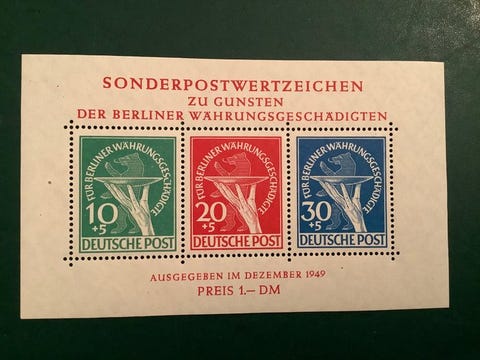 SONDERPOSTWERTZEICHEN
ZU GUNSTEN
DER BERLINER WÄHRUNGSGESCHÄDIGTEN
FÜR BERLINER WÄHRUNGSGESCHÄDIGTE
10
+5
DEUTSCHE POST
FÜR BERLINER WÄHRUNGSGESCHÄDIGTE
20
+5
DEUTSCHE POST
FÜR BERLINER WÄHRUNGSGESCHÄDIGTE
30
+5
DEUTSCHE POST
AUSGEGEBEN IM DEZEMBER 1949
PREIS 1.— DM